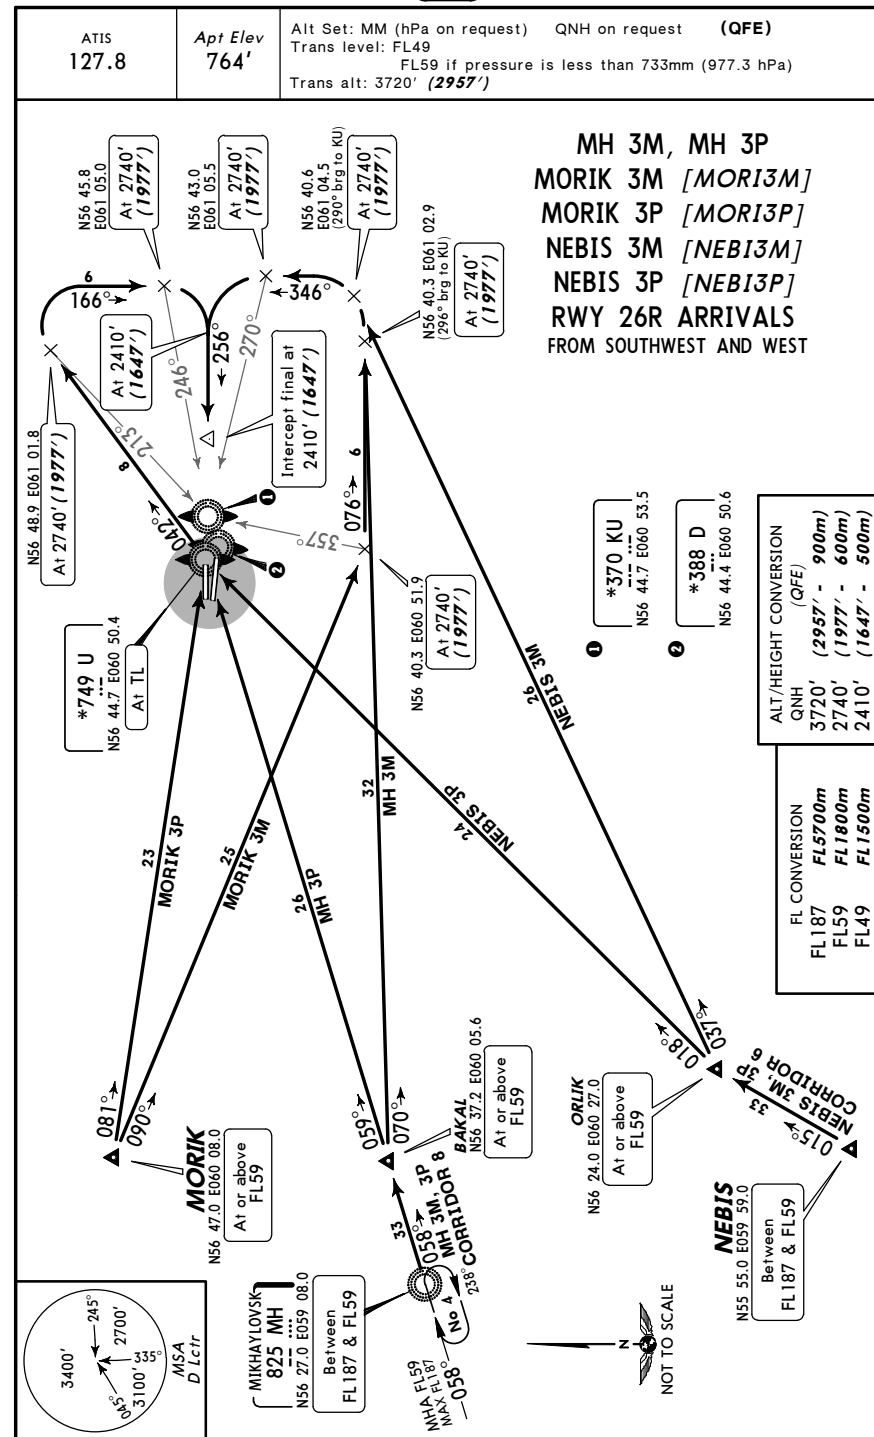 ATIS
127.8
Apt Elev
764'
Alt Set: MM (hPa on request) QNH on request (QFE)
Trans level: FL49
FL59 if pressure is less than 733mm (977.3 hPa)
Trans alt: 3720' (2957')
MH 3M, MH 3P
MORIK 3M [MORI3M]
MORIK 3P [MORI3P]
NEBIS 3M [NEBI3M]
NEBIS 3P [NEBI3P]
RWY 26R ARRIVALS
FROM SOUTHWEST AND WEST
N56 45.8
E061 05.0
At 2740'
(1977')
N56 43.0
E061 05.5
At 2740'
(1977')
N56 40.6
E061 04.5
(290° brg to KU)
At 2740'
(1977')
N56 40.3 E061 02.9
(296° brg to KU)
At 2740'
(1977')
6
166°
346°
At 2410'
(1647')
256°
246°
270°
Intercept final at
2410' (1647')
N56 48.9 E061 01.8
At 2740' (1977')
213°
8
042°
1
2
357°
076°
6
N56 40.3 E060 51.9
At 2740'
(1977')
*749 U
N56 44.7 E060 50.4
At TL
1
*370 KU
N56 44.7 E060 53.5
2
*388 D
N56 44.4 E060 50.6
ALT/HEIGHT CONVERSION
QNH (QFE)
3720' (2957' - 900m)
2740' (1977' - 600m)
2410' (1647' - 500m)
FL CONVERSION
FL187 FL5700m
FL59 FL1800m
FL49 FL1500m
23
MORIK 3P
25
MORIK 3M
26
MH 3P
32
MH 3M
24
NEBIS 3P
26
NEBIS 3M
081°
090°
MORIK
N56 47.0 E060 08.0
At or above
FL59
059°
070°
BAKAL
N56 37.2 E060 05.6
At or above
FL59
018°
037°
ORLIK
N56 24.0 E060 27.0
At or above
FL59
33
NEBIS 3M, 3P
CORRIDOR 6
015°
NEBIS
N55 55.0 E059 59.0
Between
FL187 & FL59
33
058°
MH 3M, 3P
CORRIDOR 8
238°
No 4
MHA FL59
MAX FL187
058°
MIKHAYLOVSK
825 MH
N56 27.0 E059 08.0
Between
FL187 & FL59
N
NOT TO SCALE
3400'
245°
2700'
335°
3100'
045°
MSA
D Lctr